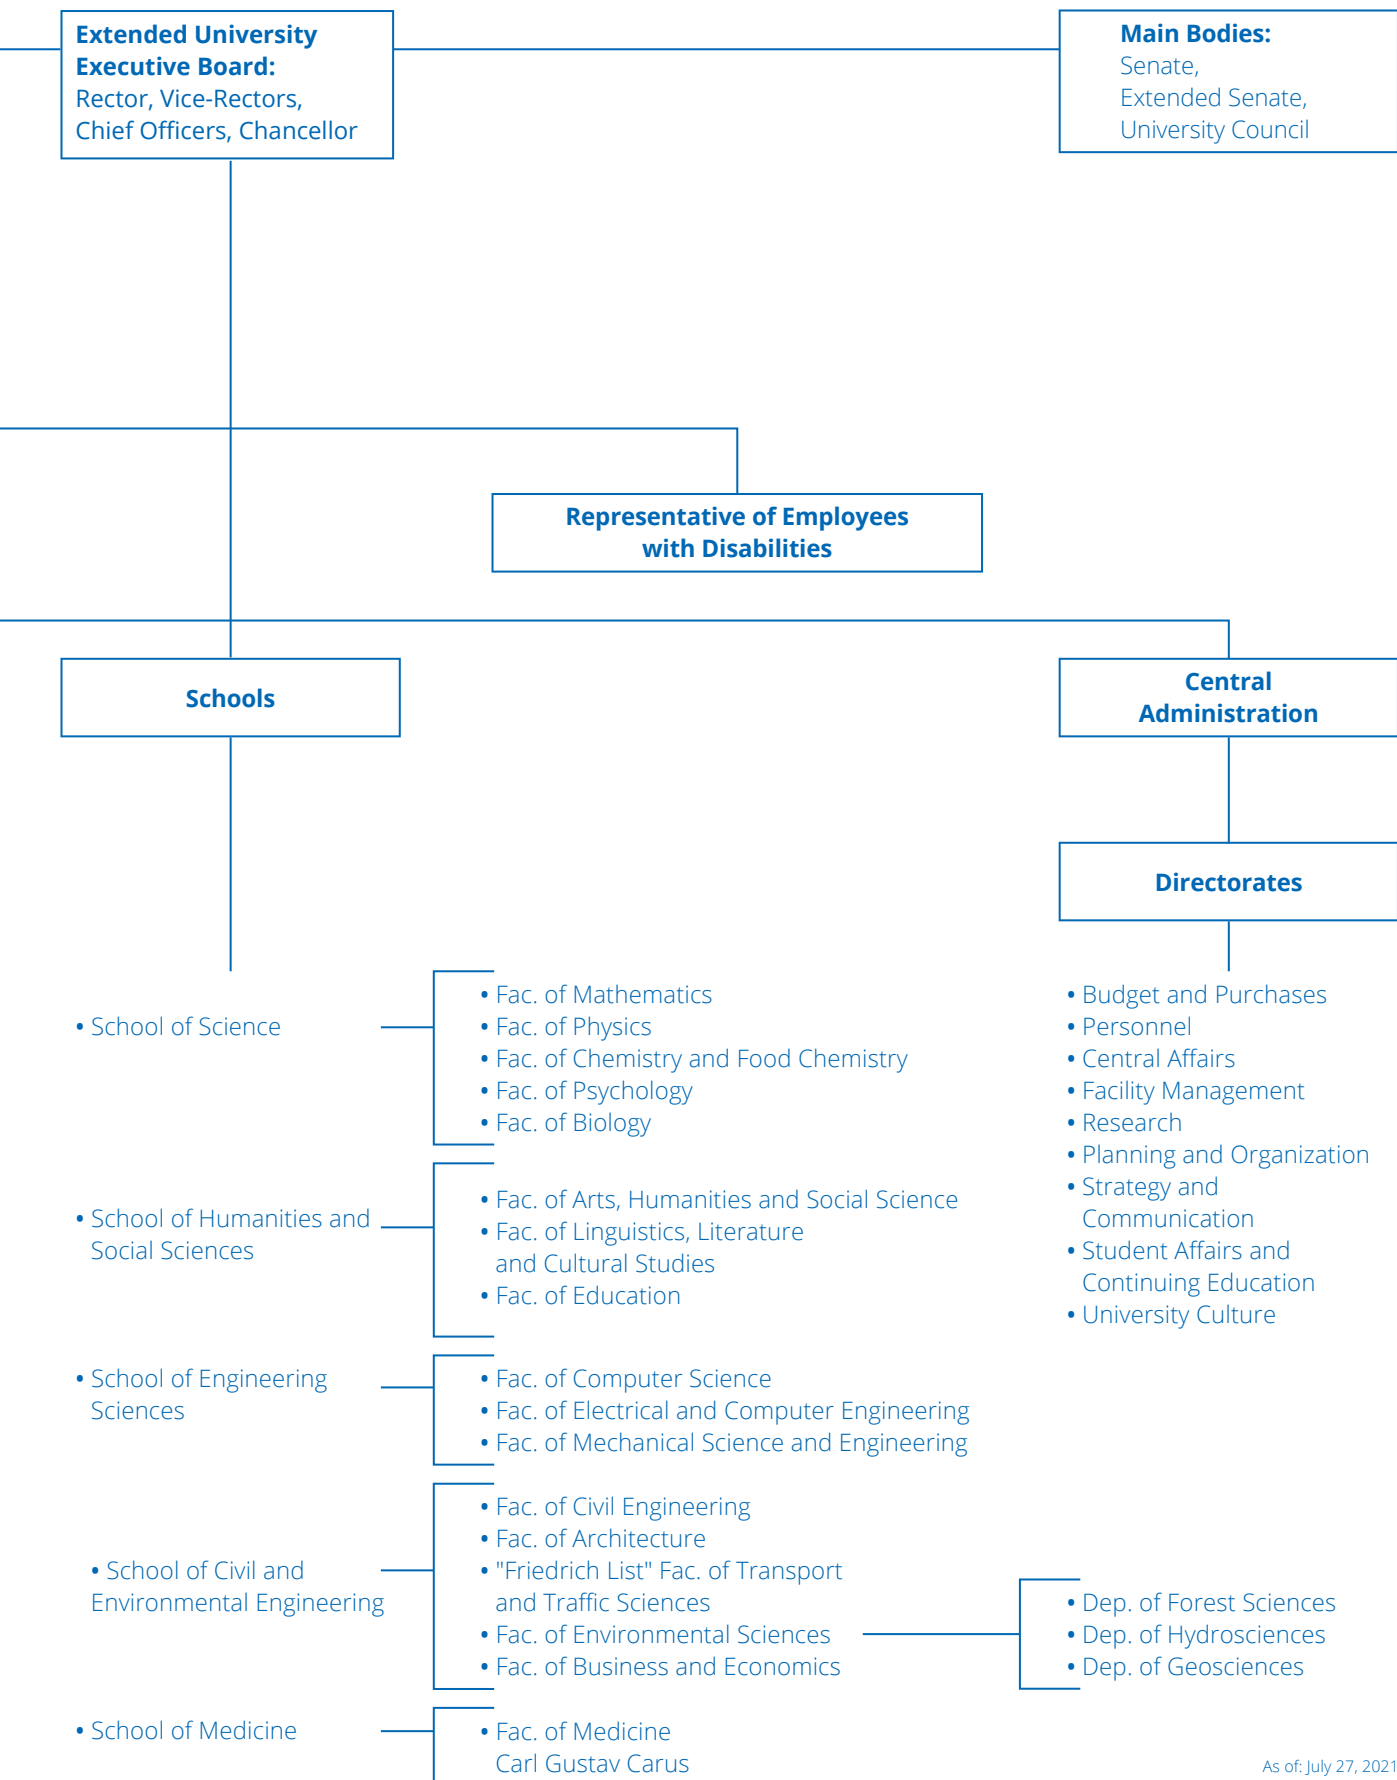 Extended University
Executive Board:
Rector, Vice-Rectors,
Chief Officers, Chancellor
Main Bodies:
Senate,
Extended Senate,
University Council
Representative of Employees
with Disabilities
Schools
Central
Administration
Directorates
• School of Science
• Fac. of Mathematics
• Fac. of Physics
• Fac. of Chemistry and Food Chemistry
• Fac. of Psychology
• Fac. of Biology
• School of Humanities and
Social Sciences
• Fac. of Arts, Humanities and Social Science
• Fac. of Linguistics, Literature
and Cultural Studies
• Fac. of Education
• School of Engineering
Sciences
• Fac. of Computer Science
• Fac. of Electrical and Computer Engineering
• Fac. of Mechanical Science and Engineering
• School of Civil and
Environmental Engineering
• Fac. of Civil Engineering
• Fac. of Architecture
• "Friedrich List" Fac. of Transport
and Traffic Sciences
• Fac. of Environmental Sciences
• Fac. of Business and Economics
• Dep. of Forest Sciences
• Dep. of Hydrosciences
• Dep. of Geosciences
• School of Medicine
• Fac. of Medicine
Carl Gustav Carus
• Budget and Purchases
• Personnel
• Central Affairs
• Facility Management
• Research
• Planning and Organization
• Strategy and
Communication
• Student Affairs and
Continuing Education
• University Culture
As of: July 27, 2021